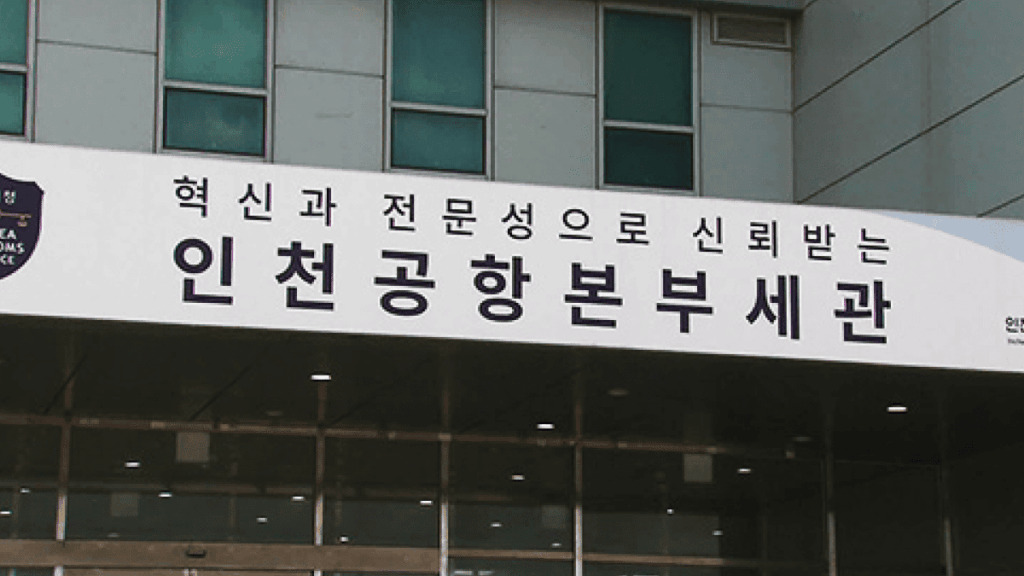 혁신과 전문성으로 신뢰받는
인천공항본부세관